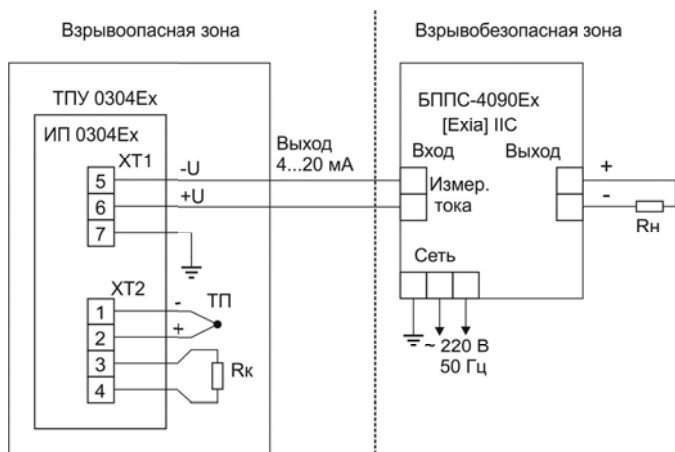 Взрывоопасная зона
Взрывобезопасная зона
ТПУ 0304Ex
ИП 0304Ex
XT1
5
6
7
-U
+U
Выход
4...20 мА
XT2
1
2
3
4
-
+
ТП
Rк
БППС-4090Ex
[Exia] IIC
Вход
Выход
Измер.
тока
+
-
Rн
Сеть
~ 220 В
50 Гц